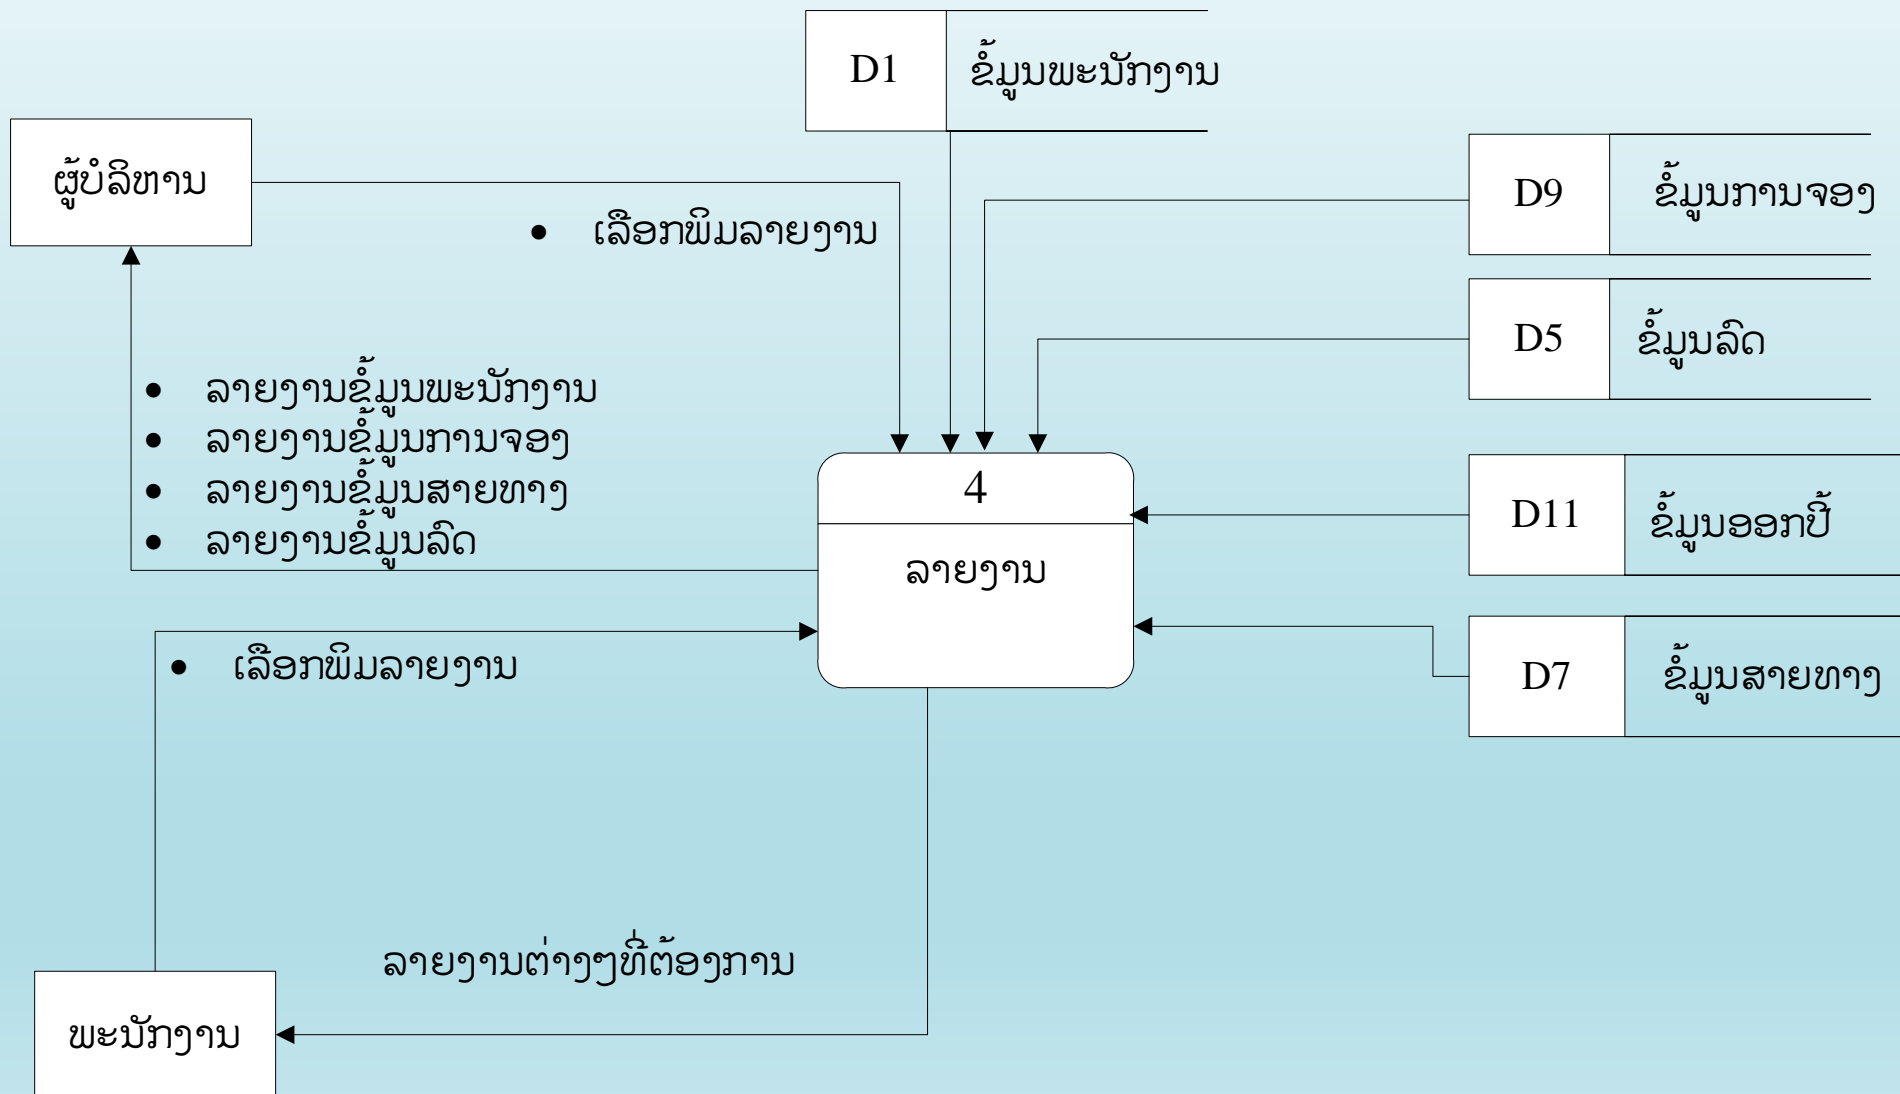 D1
ຂໍ້ມູນພະນັກງານ
ຜູ້ບໍລິຫານ
D9
ຂໍ້ມູນການຈອງ
• ເລືອກພິມລາຍງານ
D5
ຂໍ້ມູນລົດ
• ລາຍງານຂໍ້ມູນພະນັກງານ
• ລາຍງານຂໍ້ມູນການຈອງ
• ລາຍງານຂໍ້ມູນສາຍທາງ
• ລາຍງານຂໍ້ມູນລົດ
4
ລາຍງານ
D11
ຂໍ້ມູນອອກປີ້
• ເລືອກພິມລາຍງານ
D7
ຂໍ້ມູນສາຍທາງ
ລາຍງານຕ່າງໆທີ່ຕ້ອງການ
ພະນັກງານ